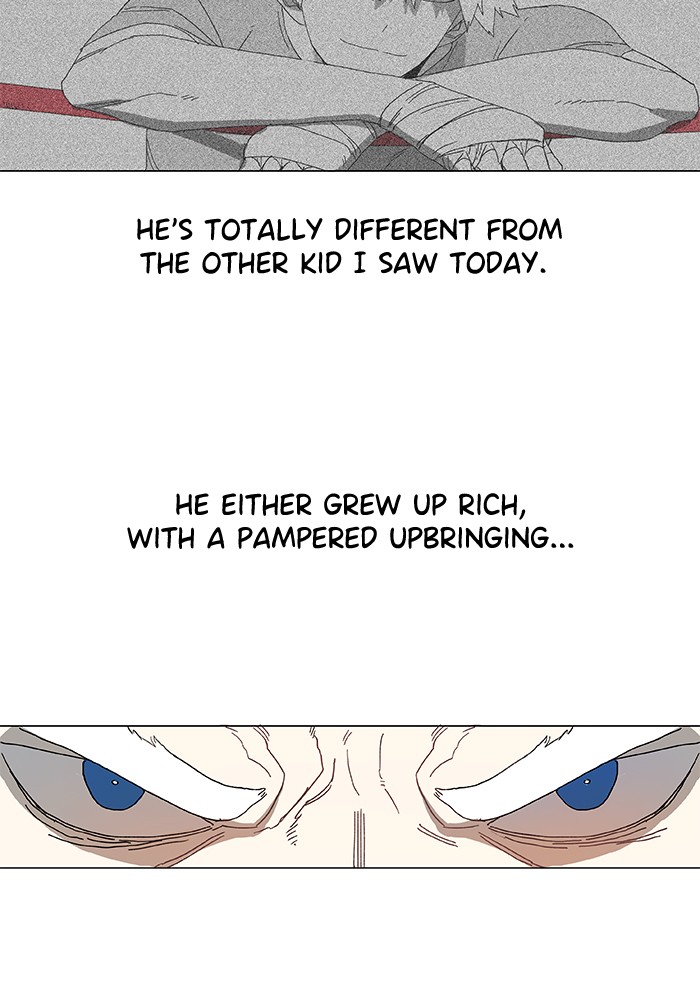 HE'S TOTALLY DIFFERENT FROM
THE OTHER KID I SAW TODAY.
HE EITHER GREW UP RICH,
WITH A PAMPERED UPBRINGING...